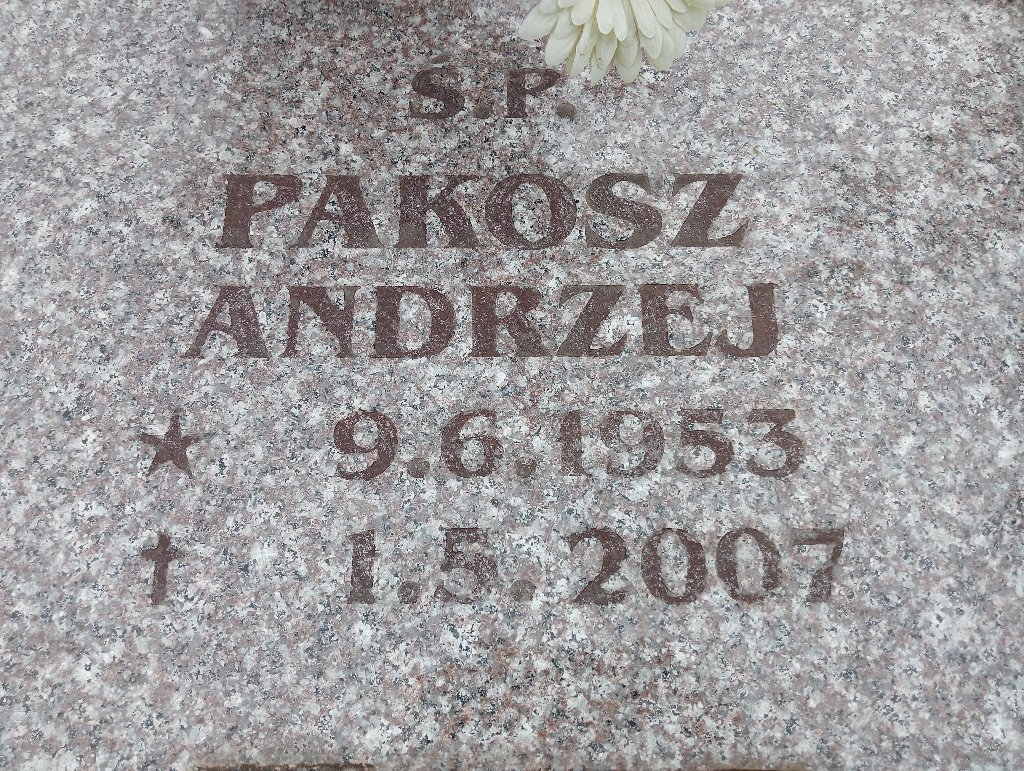 Ś.P.
PAKOSZ
ANDRZEJ
★ 9.6.1953
† 1.5.2007